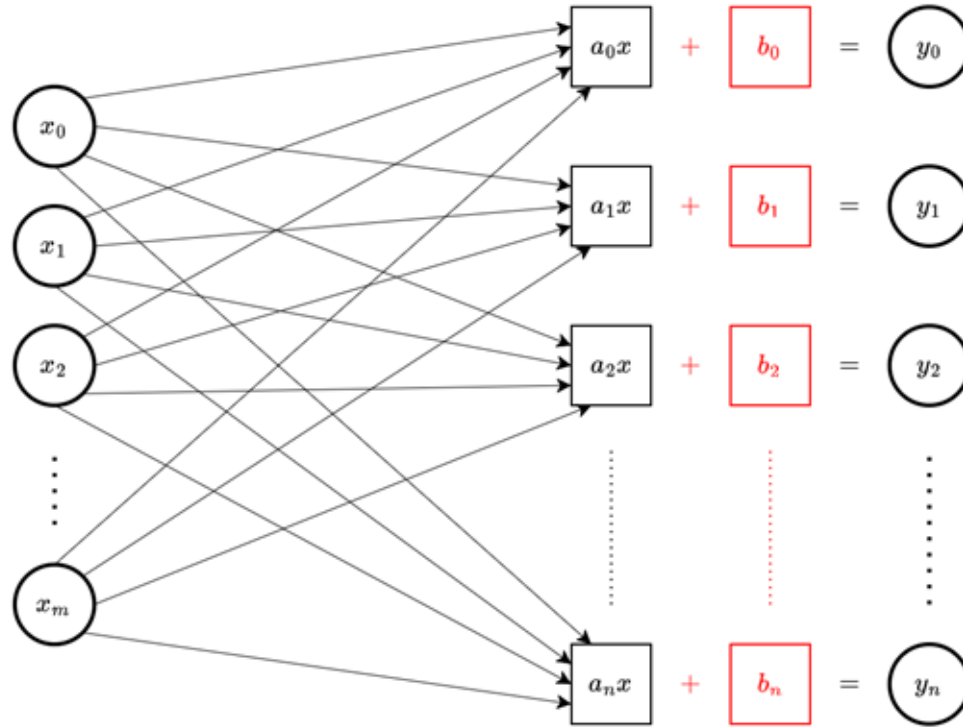 a₀x + b₀ = y₀
x₀
a₁x + b₁ = y₁
x₁
a₂x + b₂ = y₂
x₂
xₘ
aₙx + bₙ = yₙ